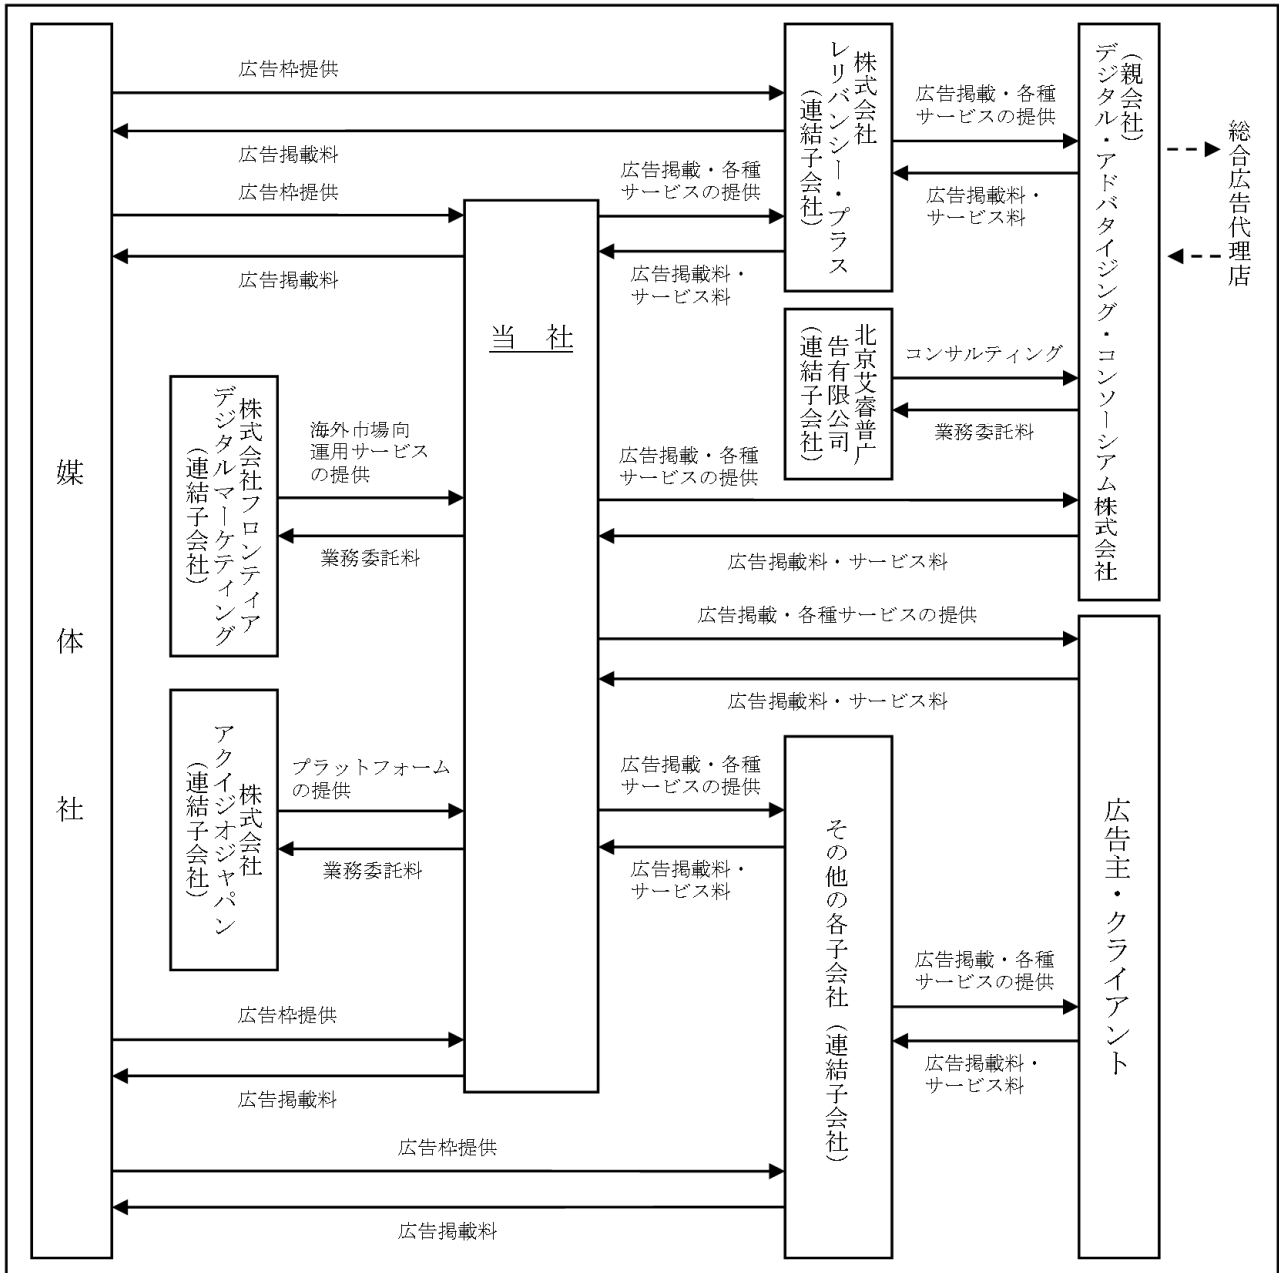 媒体社
広告枠提供
広告掲載料
広告枠提供
広告掲載料
株式会社
レリバンシー・プラス
（連結子会社）
広告掲載・各種
サービスの提供
広告掲載料・
サービス料
広告掲載・各種
サービスの提供
広告掲載料・
サービス料
（親会社）
デジタル・アドバタイジング・コンソーシアム株式会社
総合広告代理店
当　社
北京艾睿普广
告有限公司
（連結子会社）
コンサルティング
業務委託料
株式会社フロンティア
デジタルマーケティング
（連結子会社）
海外市場向
運用サービス
の提供
業務委託料
広告掲載・各種
サービスの提供
広告掲載料・サービス料
広告掲載・各種サービスの提供
広告掲載料・サービス料
株式会社
アクイジオジャパン
（連結子会社）
プラットフォーム
の提供
業務委託料
広告掲載・各種
サービスの提供
広告掲載料・
サービス料
その他の各子会社（連結子会社）
広告主・クライアント
広告掲載・各種
サービスの提供
広告掲載料・
サービス料
広告枠提供
広告掲載料
広告枠提供
広告掲載料